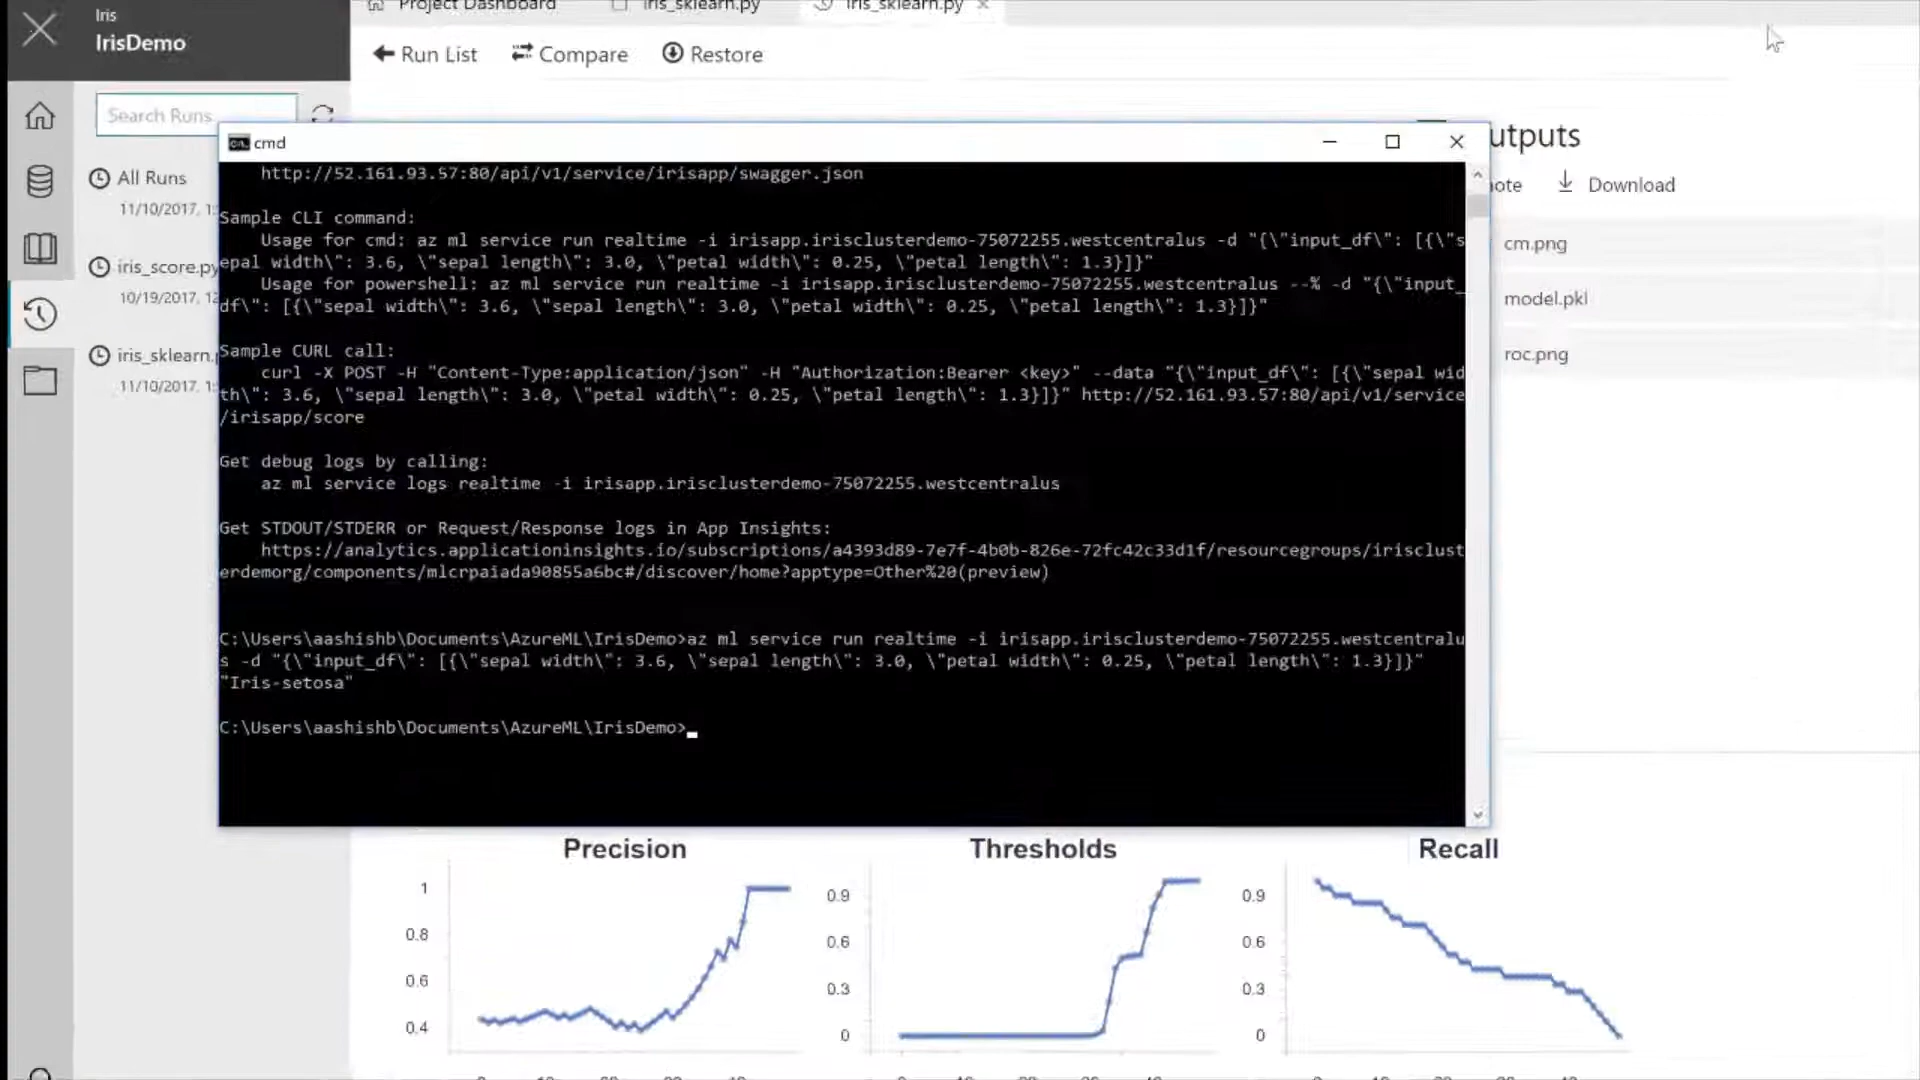 Iris
IrisDemo
Project Dashboard
iris_sklearn.py
iris_sklearn.py
Run List
Compare
Restore
Search Runs
All Runs
11/10/2017, 1:
iris_score.py
10/19/2017, 12
iris_sklearn.p
11/10/2017, 1:
cmd
http://52.161.93.57:80/api/v1/service/irisapp/swagger.json
Sample CLI command:
Usage for cmd: az ml service run realtime -i irisapp.irisclusterdemo-75072255.westcentralus -d "{\"input_df\": [{\"s
epal width\": 3.6, \"sepal length\": 3.0, \"petal width\": 0.25, \"petal length\": 1.3}]}"
Usage for powershell: az ml service run realtime -i irisapp.irisclusterdemo-75072255.westcentralus --% -d "{\"input_
df\": [{\"sepal width\": 3.6, \"sepal length\": 3.0, \"petal width\": 0.25, \"petal length\": 1.3}]}"
Sample CURL call:
curl -X POST -H "Content-Type:application/json" -H "Authorization:Bearer <key>" --data "{\"input_df\": [{\"sepal wid
th\": 3.6, \"sepal length\": 3.0, \"petal width\": 0.25, \"petal length\": 1.3}]}" http://52.161.93.57:80/api/v1/service
/irisapp/score
Get debug logs by calling:
az ml service logs realtime -i irisapp.irisclusterdemo-75072255.westcentralus
Get STDOUT/STDERR or Request/Response logs in App Insights:
https://analytics.applicationinsights.io/subscriptions/a4393d89-7e7f-4b0b-826e-72fc42c33d1f/resourcegroups/irisclust
erdemorg/components/mlcrpaiada90855a6bc#/discover/home?apptype=Other%20(preview)
C:\Users\aashishb\Documents\AzureML\IrisDemo>az ml service run realtime -i irisapp.irisclusterdemo-75072255.westcentralu
s -d "{\"input_df\": [{\"sepal width\": 3.6, \"sepal length\": 3.0, \"petal width\": 0.25, \"petal length\": 1.3}]}"
"Iris-setosa"
C:\Users\aashishb\Documents\AzureML\IrisDemo>
utputs
ote
Download
cm.png
model.pkl
roc.png
Precision
1
0.8
0.6
0.4
Thresholds
0.9
0.6
0.3
0
Recall
0.9
0.6
0.3
0